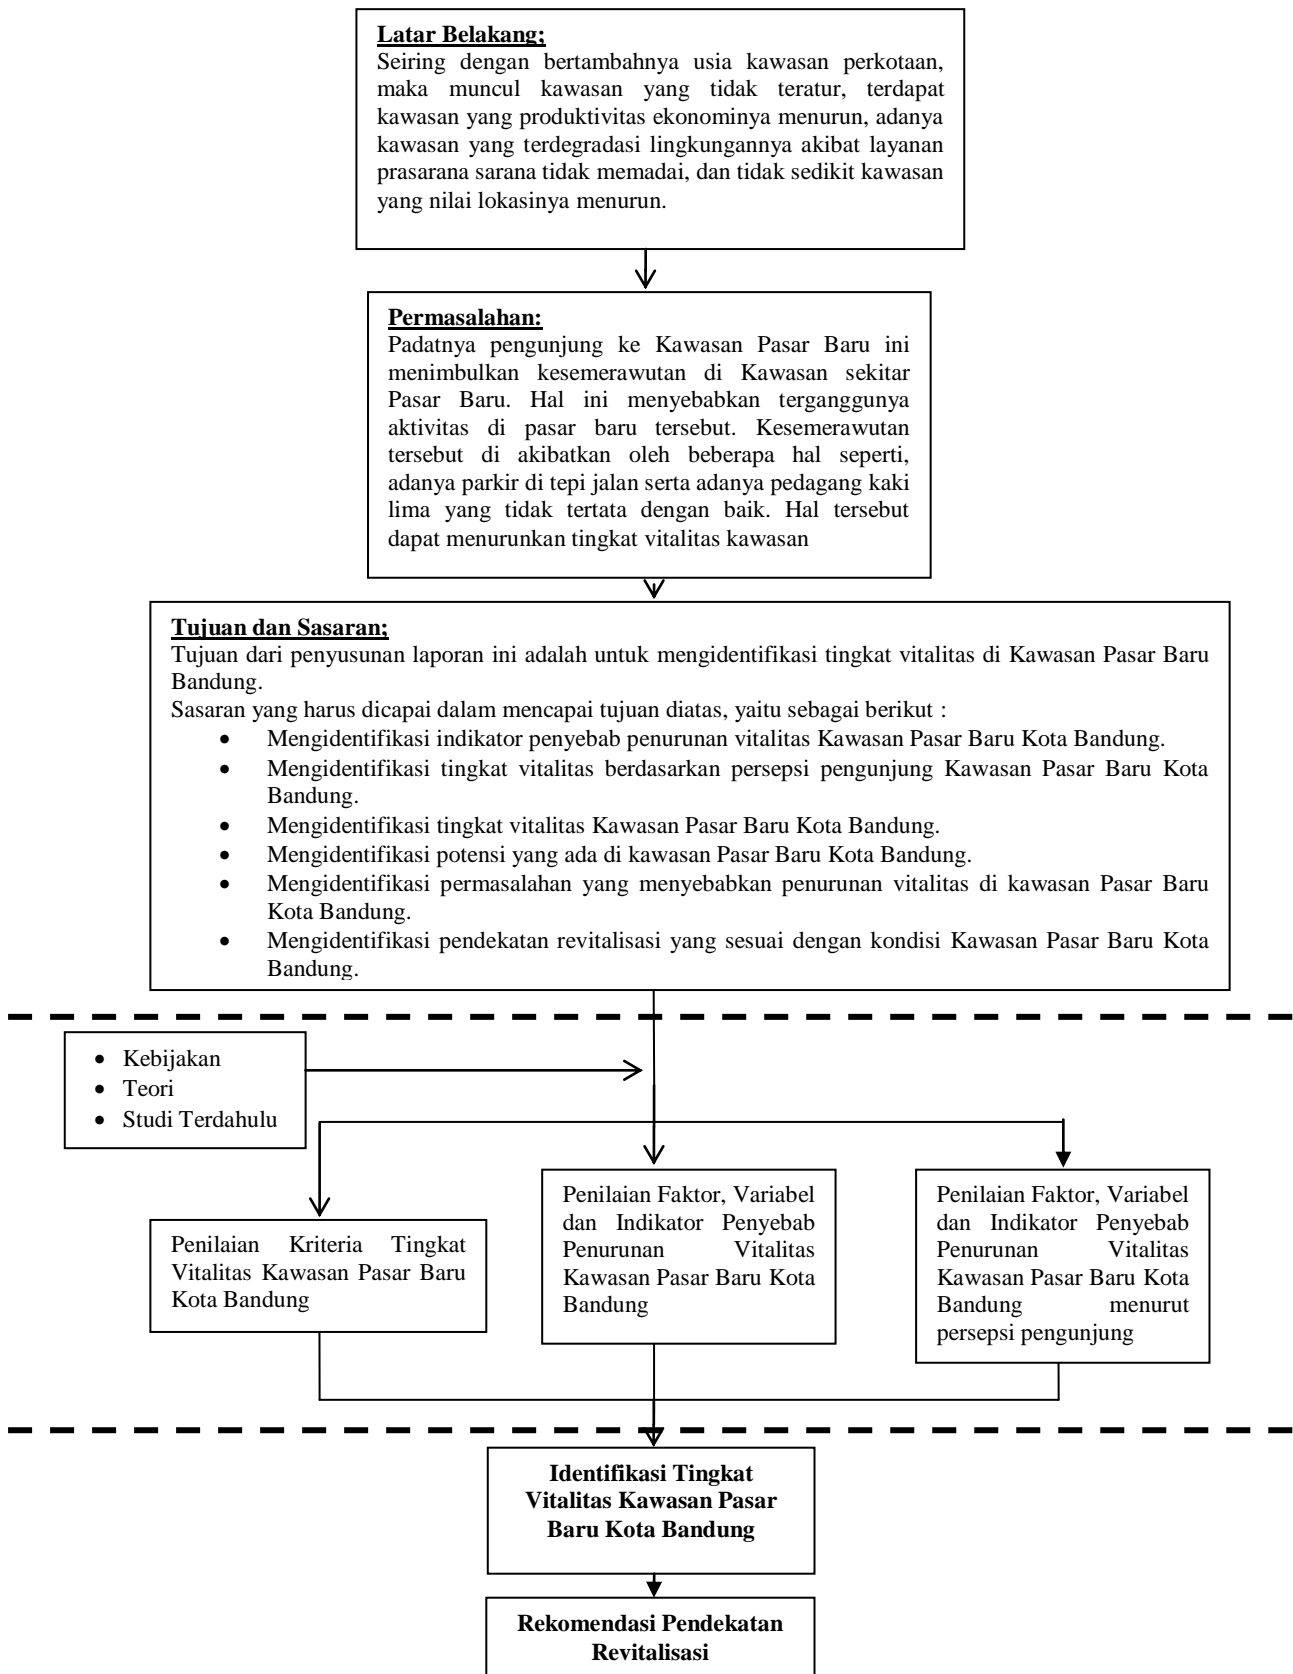 Latar Belakang;
Seiring dengan bertambahnya usia kawasan perkotaan,
maka muncul kawasan yang tidak teratur, terdapat
kawasan yang produktivitas ekonominya menurun, adanya
kawasan yang terdegradasi lingkungannya akibat layanan
prasarana sarana tidak memadai, dan tidak sedikit kawasan
yang nilai lokasinya menurun.
Permasalahan:
Padatnya pengunjung ke Kawasan Pasar Baru ini
menimbulkan kesemerawutan di Kawasan sekitar
Pasar Baru. Hal ini menyebabkan terganggunya
aktivitas di pasar baru tersebut. Kesemerawutan
tersebut di akibatkan oleh beberapa hal seperti,
adanya parkir di tepi jalan serta adanya pedagang kaki
lima yang tidak tertata dengan baik. Hal tersebut
dapat menurunkan tingkat vitalitas kawasan
Tujuan dan Sasaran;
Tujuan dari penyusunan laporan ini adalah untuk mengidentifikasi tingkat vitalitas di Kawasan Pasar Baru
Bandung.
Sasaran yang harus dicapai dalam mencapai tujuan diatas, yaitu sebagai berikut :
• Mengidentifikasi indikator penyebab penurunan vitalitas Kawasan Pasar Baru Kota Bandung.
• Mengidentifikasi tingkat vitalitas berdasarkan persepsi pengunjung Kawasan Pasar Baru Kota
Bandung.
• Mengidentifikasi tingkat vitalitas Kawasan Pasar Baru Kota Bandung.
• Mengidentifikasi potensi yang ada di kawasan Pasar Baru Kota Bandung.
• Mengidentifikasi permasalahan yang menyebabkan penurunan vitalitas di kawasan Pasar Baru
Kota Bandung.
• Mengidentifikasi pendekatan revitalisasi yang sesuai dengan kondisi Kawasan Pasar Baru Kota
Bandung.
• Kebijakan
• Teori
• Studi Terdahulu
Penilaian Kriteria Tingkat
Vitalitas Kawasan Pasar Baru
Kota Bandung
Penilaian Faktor, Variabel
dan Indikator Penyebab
Penurunan Vitalitas
Kawasan Pasar Baru Kota
Bandung
Penilaian Faktor, Variabel
dan Indikator Penyebab
Penurunan Vitalitas
Kawasan Pasar Baru Kota
Bandung menurut
persepsi pengunjung
Identifikasi Tingkat
Vitalitas Kawasan Pasar
Baru Kota Bandung
Rekomendasi Pendekatan
Revitalisasi